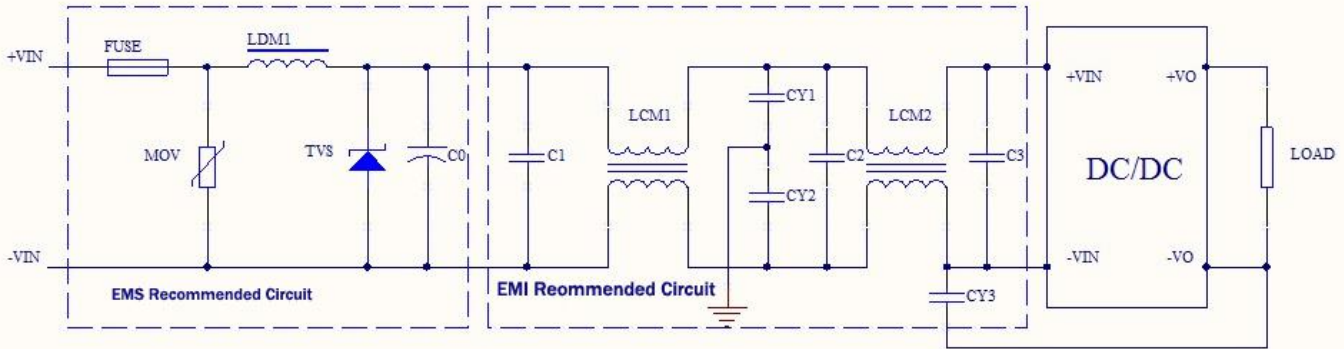 FUSE
LDM1
+VIN
MOV
TVS
C0
-VIN
EMS Recommended Circuit
C1
LCM1
CY1
CY2
C2
LCM2
C3
EMI Reommended Circuit
CY3
+VIN
+VO
DC/DC
-VIN
-VO
LOAD